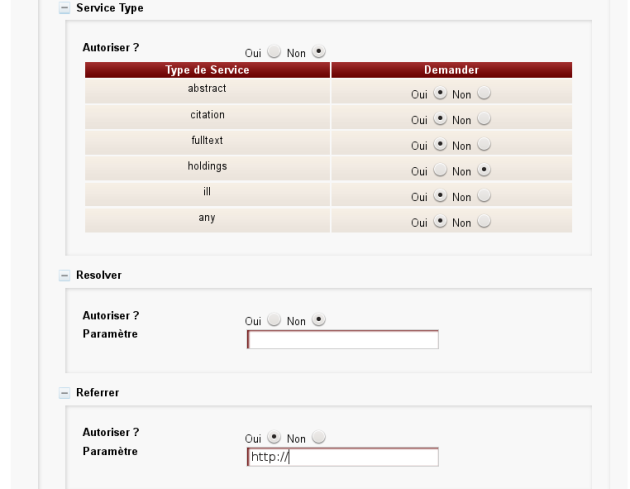 Service Type
Autoriser ? Oui Non
Type de Service Demander
abstract Oui Non
citation Oui Non
fulltext Oui Non
holdings Oui Non
ill Oui Non
any Oui Non
Resolver
Autoriser ? Oui Non
Paramètre
Referrer
Autoriser ? Oui Non
Paramètre http://